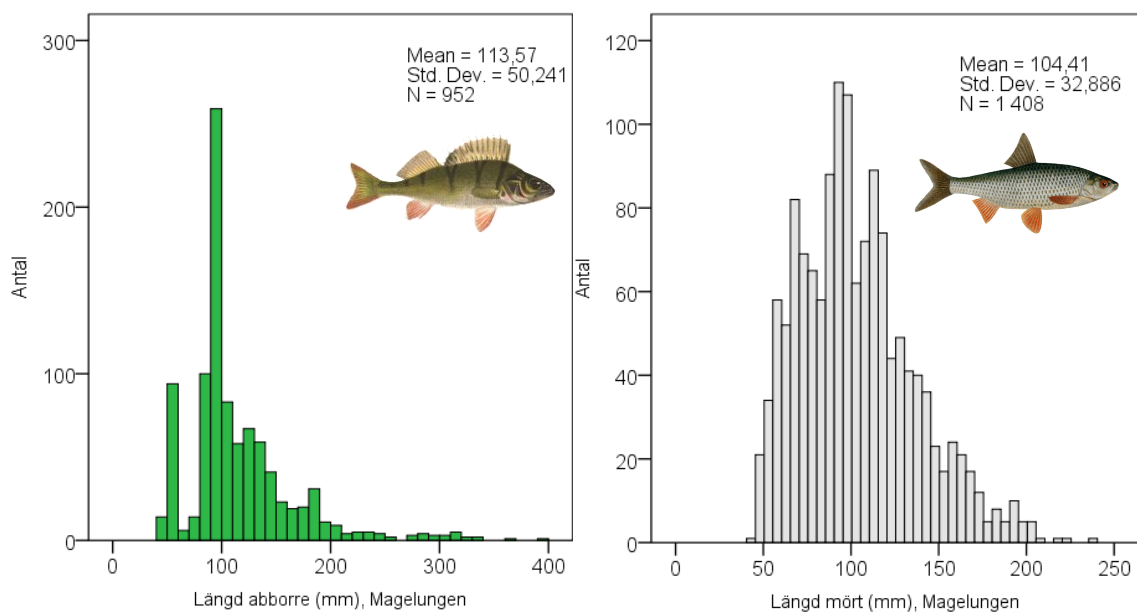 300
200
100
0
Antal
Mean = 113,57
Std. Dev. = 50,241
N = 952
0 100 200 300 400
Längd abborre (mm), Magelungen
120
100
80
60
40
20
0
Antal
Mean = 104,41
Std. Dev. = 32,886
N = 1 408
0 50 100 150 200 250
Längd mört (mm), Magelungen